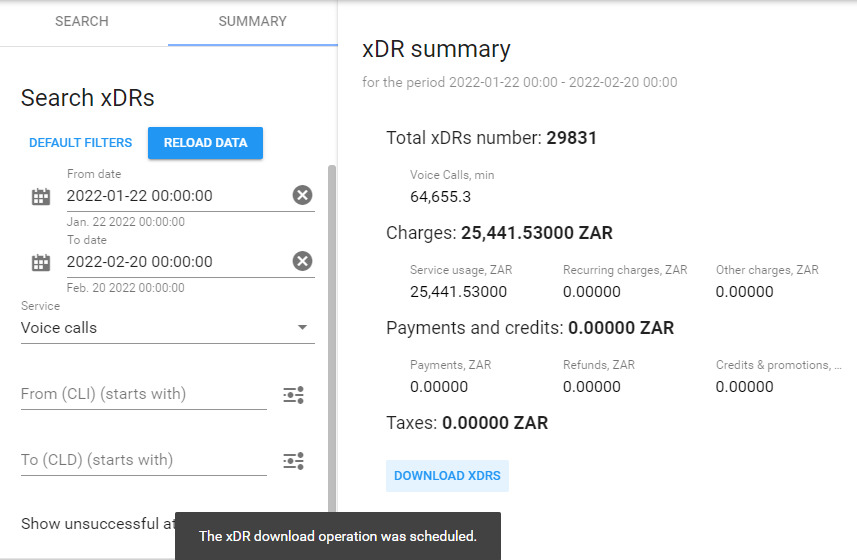 SEARCH
SUMMARY
Search xDRs
DEFAULT FILTERS
RELOAD DATA
From date
2022-01-22 00:00:00
Jan. 22 2022 00:00:00
To date
2022-02-20 00:00:00
Feb. 20 2022 00:00:00
Service
Voice calls
From (CLI) (starts with)
To (CLD) (starts with)
Show unsuccessful at
xDR summary
for the period 2022-01-22 00:00 - 2022-02-20 00:00
Total xDRs number: 29831
Voice Calls, min
64,655.3
Charges: 25,441.53000 ZAR
Service usage, ZAR Recurring charges, ZAR Other charges, ZAR
25,441.53000 0.00000 0.00000
Payments and credits: 0.00000 ZAR
Payments, ZAR Refunds, ZAR Credits & promotions, ...
0.00000 0.00000 0.00000
Taxes: 0.00000 ZAR
DOWNLOAD XDRS
The xDR download operation was scheduled.